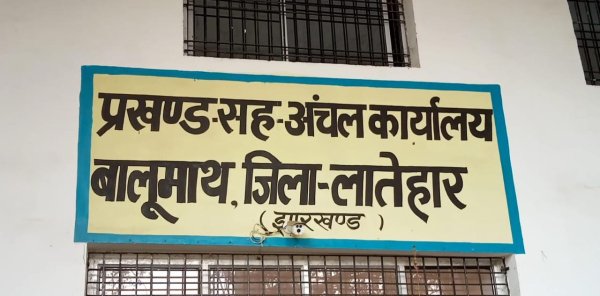 प्रखण्ड-सह-अंचल कार्यालय
बालूमाथ, जिला-लातेहार
(झारखण्ड)